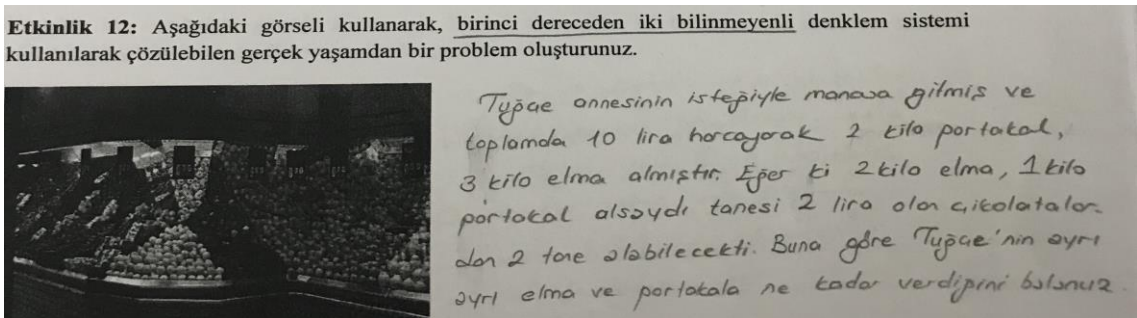 Etkinlik 12: Aşağıdaki görseli kullanarak, birinci dereceden iki bilinmeyenli denklem sistemi
kullanılarak çözülebilen gerçek yaşamdan bir problem oluşturunuz.
Tuğçe annesinin isteğiyle manava gitmiş ve
toplamda 10 lira harcayarak 2 kilo portakal,
3 kilo elma almıştır. Eğer ki 2 kilo elma, 1 kilo
portakal alsaydı tanesi 2 lira olan çikolatalar-
dan 2 tane alabilecekti. Buna göre Tuğçe'nin ayrı
ayrı elma ve portakala ne kadar verdiğini bulunuz.